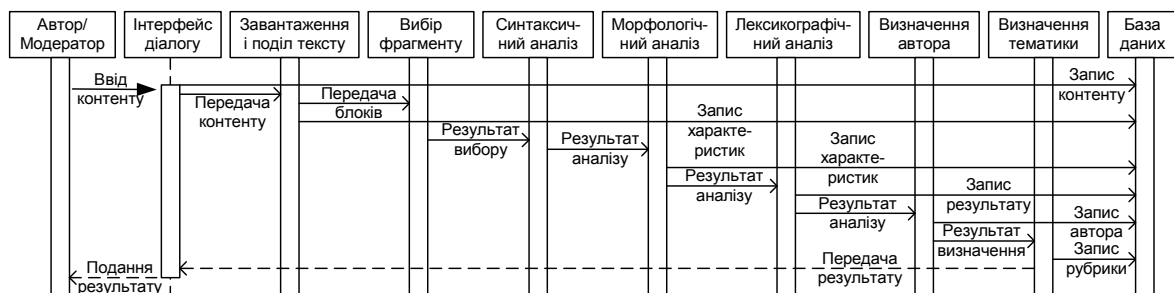 Автор/
Модератор
Інтерфейс
діалогу
Завантаження
і поділ тексту
Вибір
фрагменту
Синтаксич-
ний аналіз
Морфологіч-
ний аналіз
Лексикографіч-
ний аналіз
Визначення
автора
Визначення
тематики
База
даних
Ввід
контенту
Запис
контенту
Передача
контенту
Передача
блоків
Запис
характе-
ристик
Результат
вибору
Результат
аналізу
Запис
характе-
ристик
Результат
аналізу
Запис
результату
Результат
аналізу
Запис
автора
Результат
визначення
Запис
рубрики
Передача
результату
Подання
результату